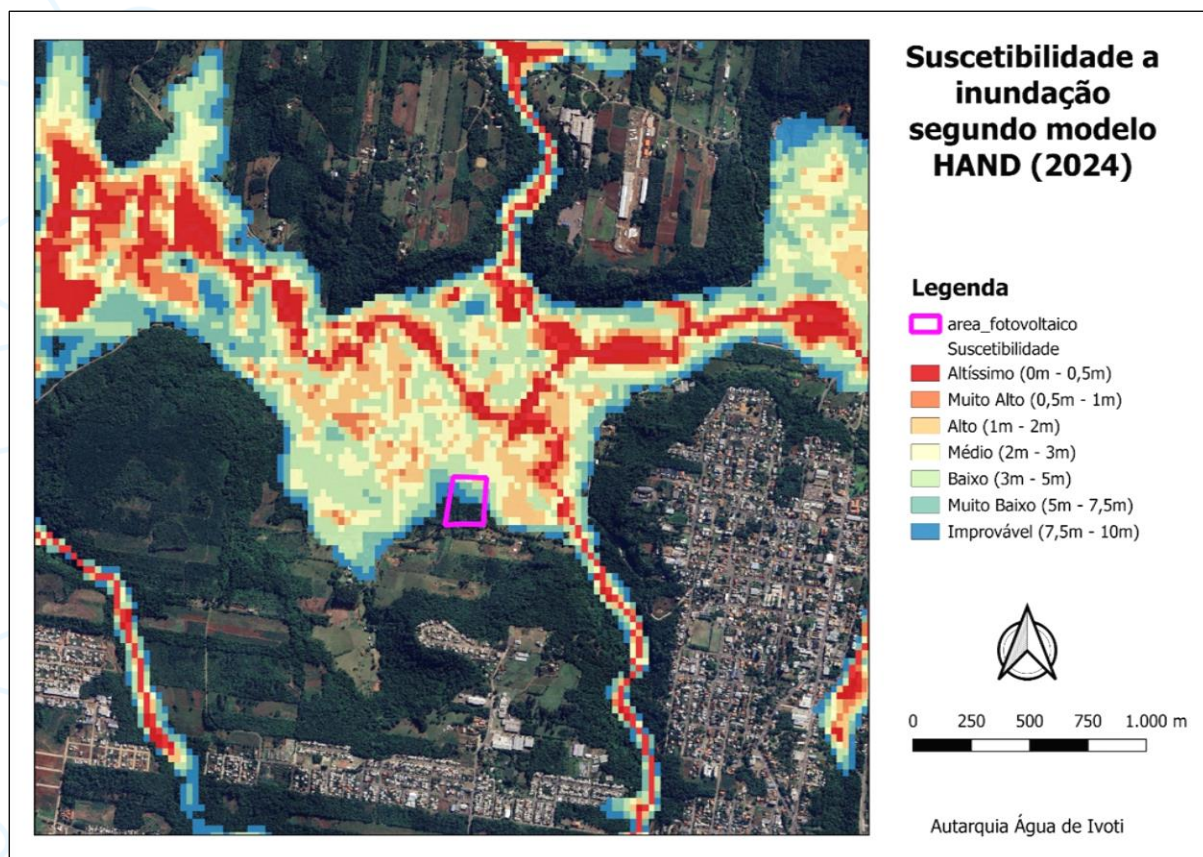 Suscetibilidade a
inundação
segundo modelo
HAND (2024)
Legenda
area_fotovoltaico
Suscetibilidade
Altíssimo (0m - 0,5m)
Muito Alto (0,5m - 1m)
Alto (1m - 2m)
Médio (2m - 3m)
Baixo (3m - 5m)
Muito Baixo (5m - 7,5m)
Improvável (7,5m - 10m)
0 250 500 750 1.000 m
Autarquia Água de Ivoti